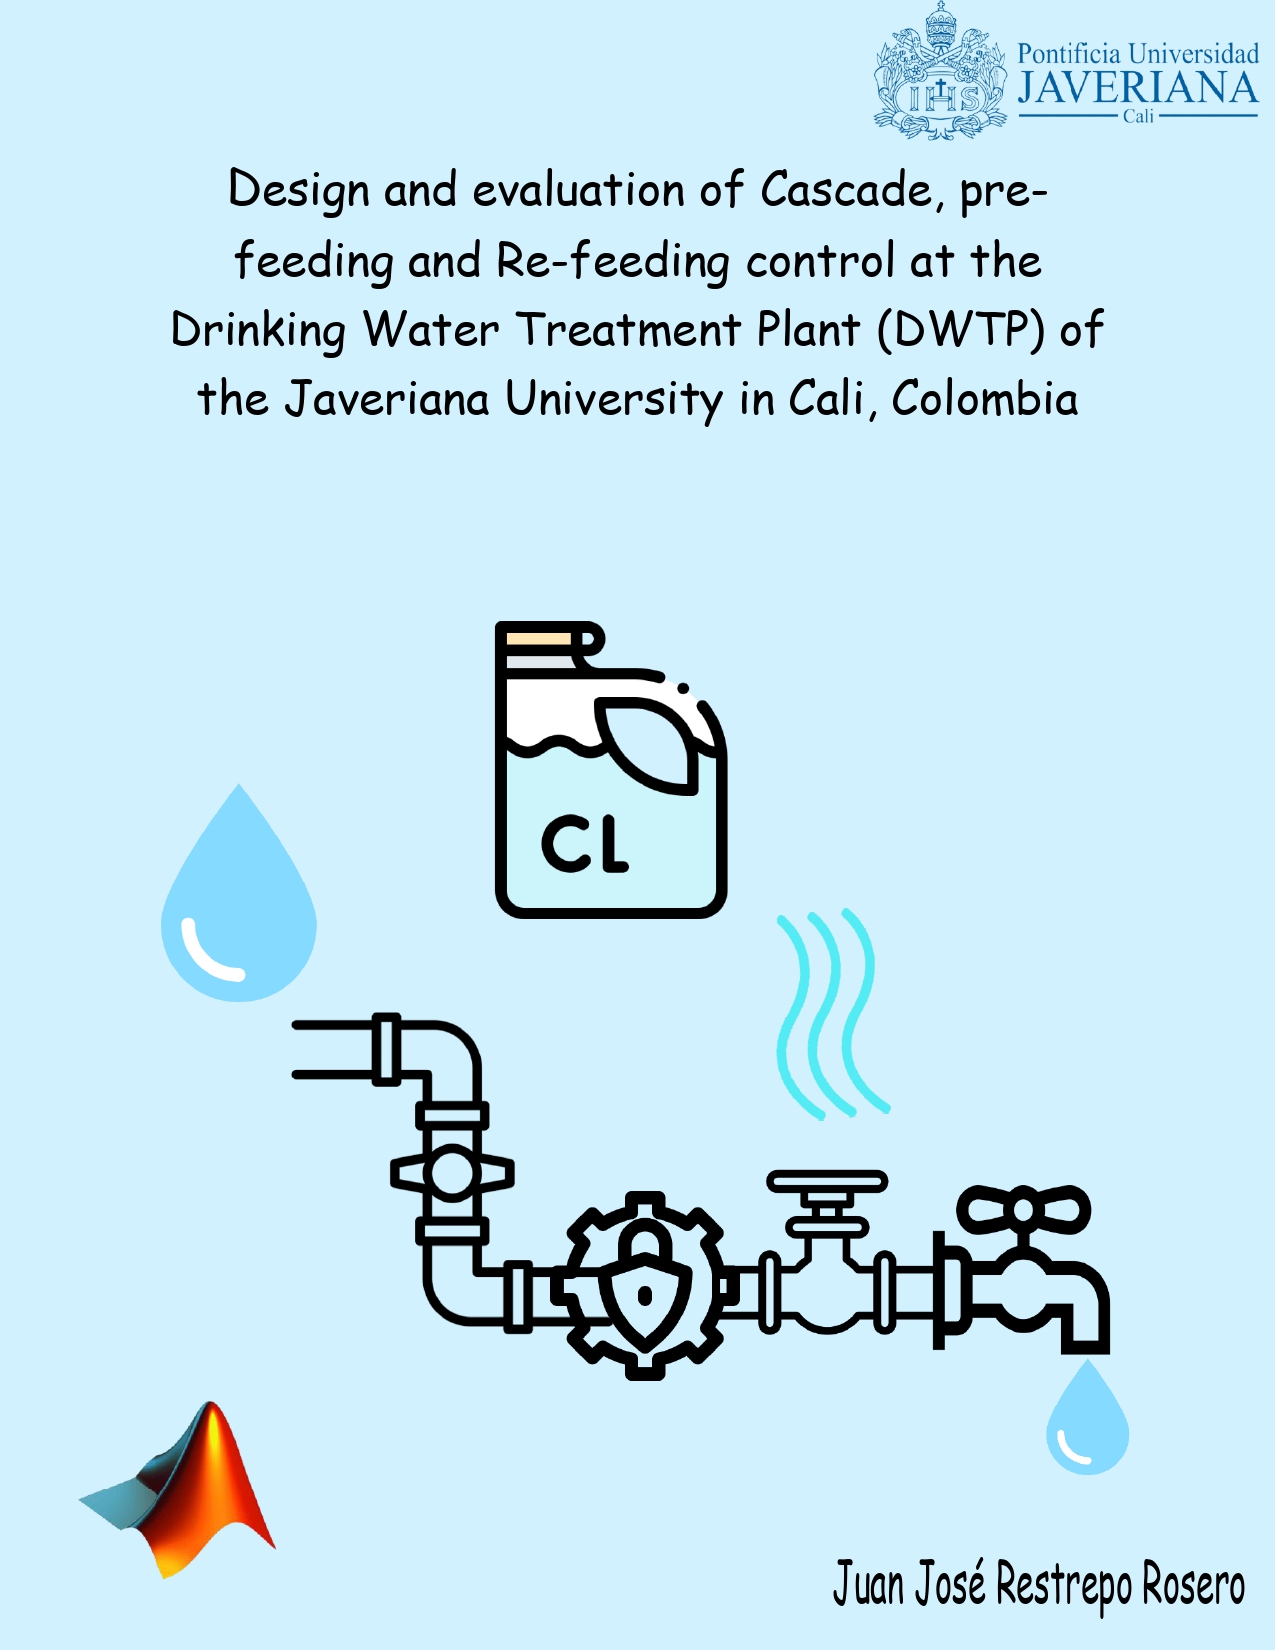 Pontificia Universidad
JAVERIANA
Cali
IHS
Design and evaluation of Cascade, pre-
feeding and Re-feeding control at the
Drinking Water Treatment Plant (DWTP) of
the Javeriana University in Cali, Colombia
CL
Juan José Restrepo Rosero